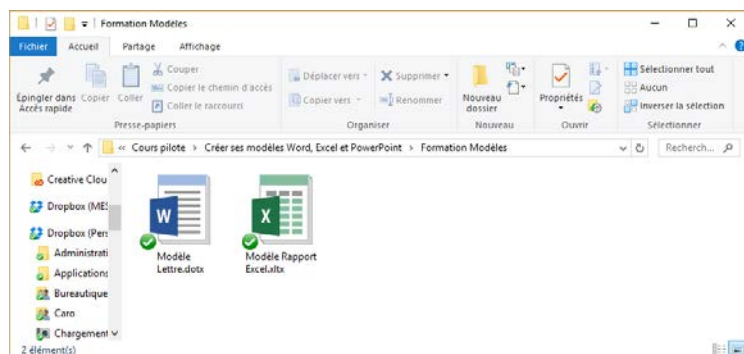 Formation Modèles
Fichier Accueil Partage Affichage
Épingler dans Accès rapide
Copier
Coller
Couper
Copier le chemin d'accès
Coller le raccourci
Presse-papiers
Déplacer vers
Copier vers
Supprimer
Renommer
Organiser
Nouveau dossier
Nouveau
Propriétés
Ouvrir
Sélectionner tout
Aucun
Inverser la sélection
Sélectionner
« Cours pilote > Créer ses modèles Word, Excel et PowerPoint > Formation Modèles
Recherch...
Creative Clou
Dropbox (MES
Dropbox (Pers
Administrati
Applications
Bureautique
Caro
Chargement
Modèle
Lettre.dotx
Modèle Rapport
Excel.xltx
2 élément(s)